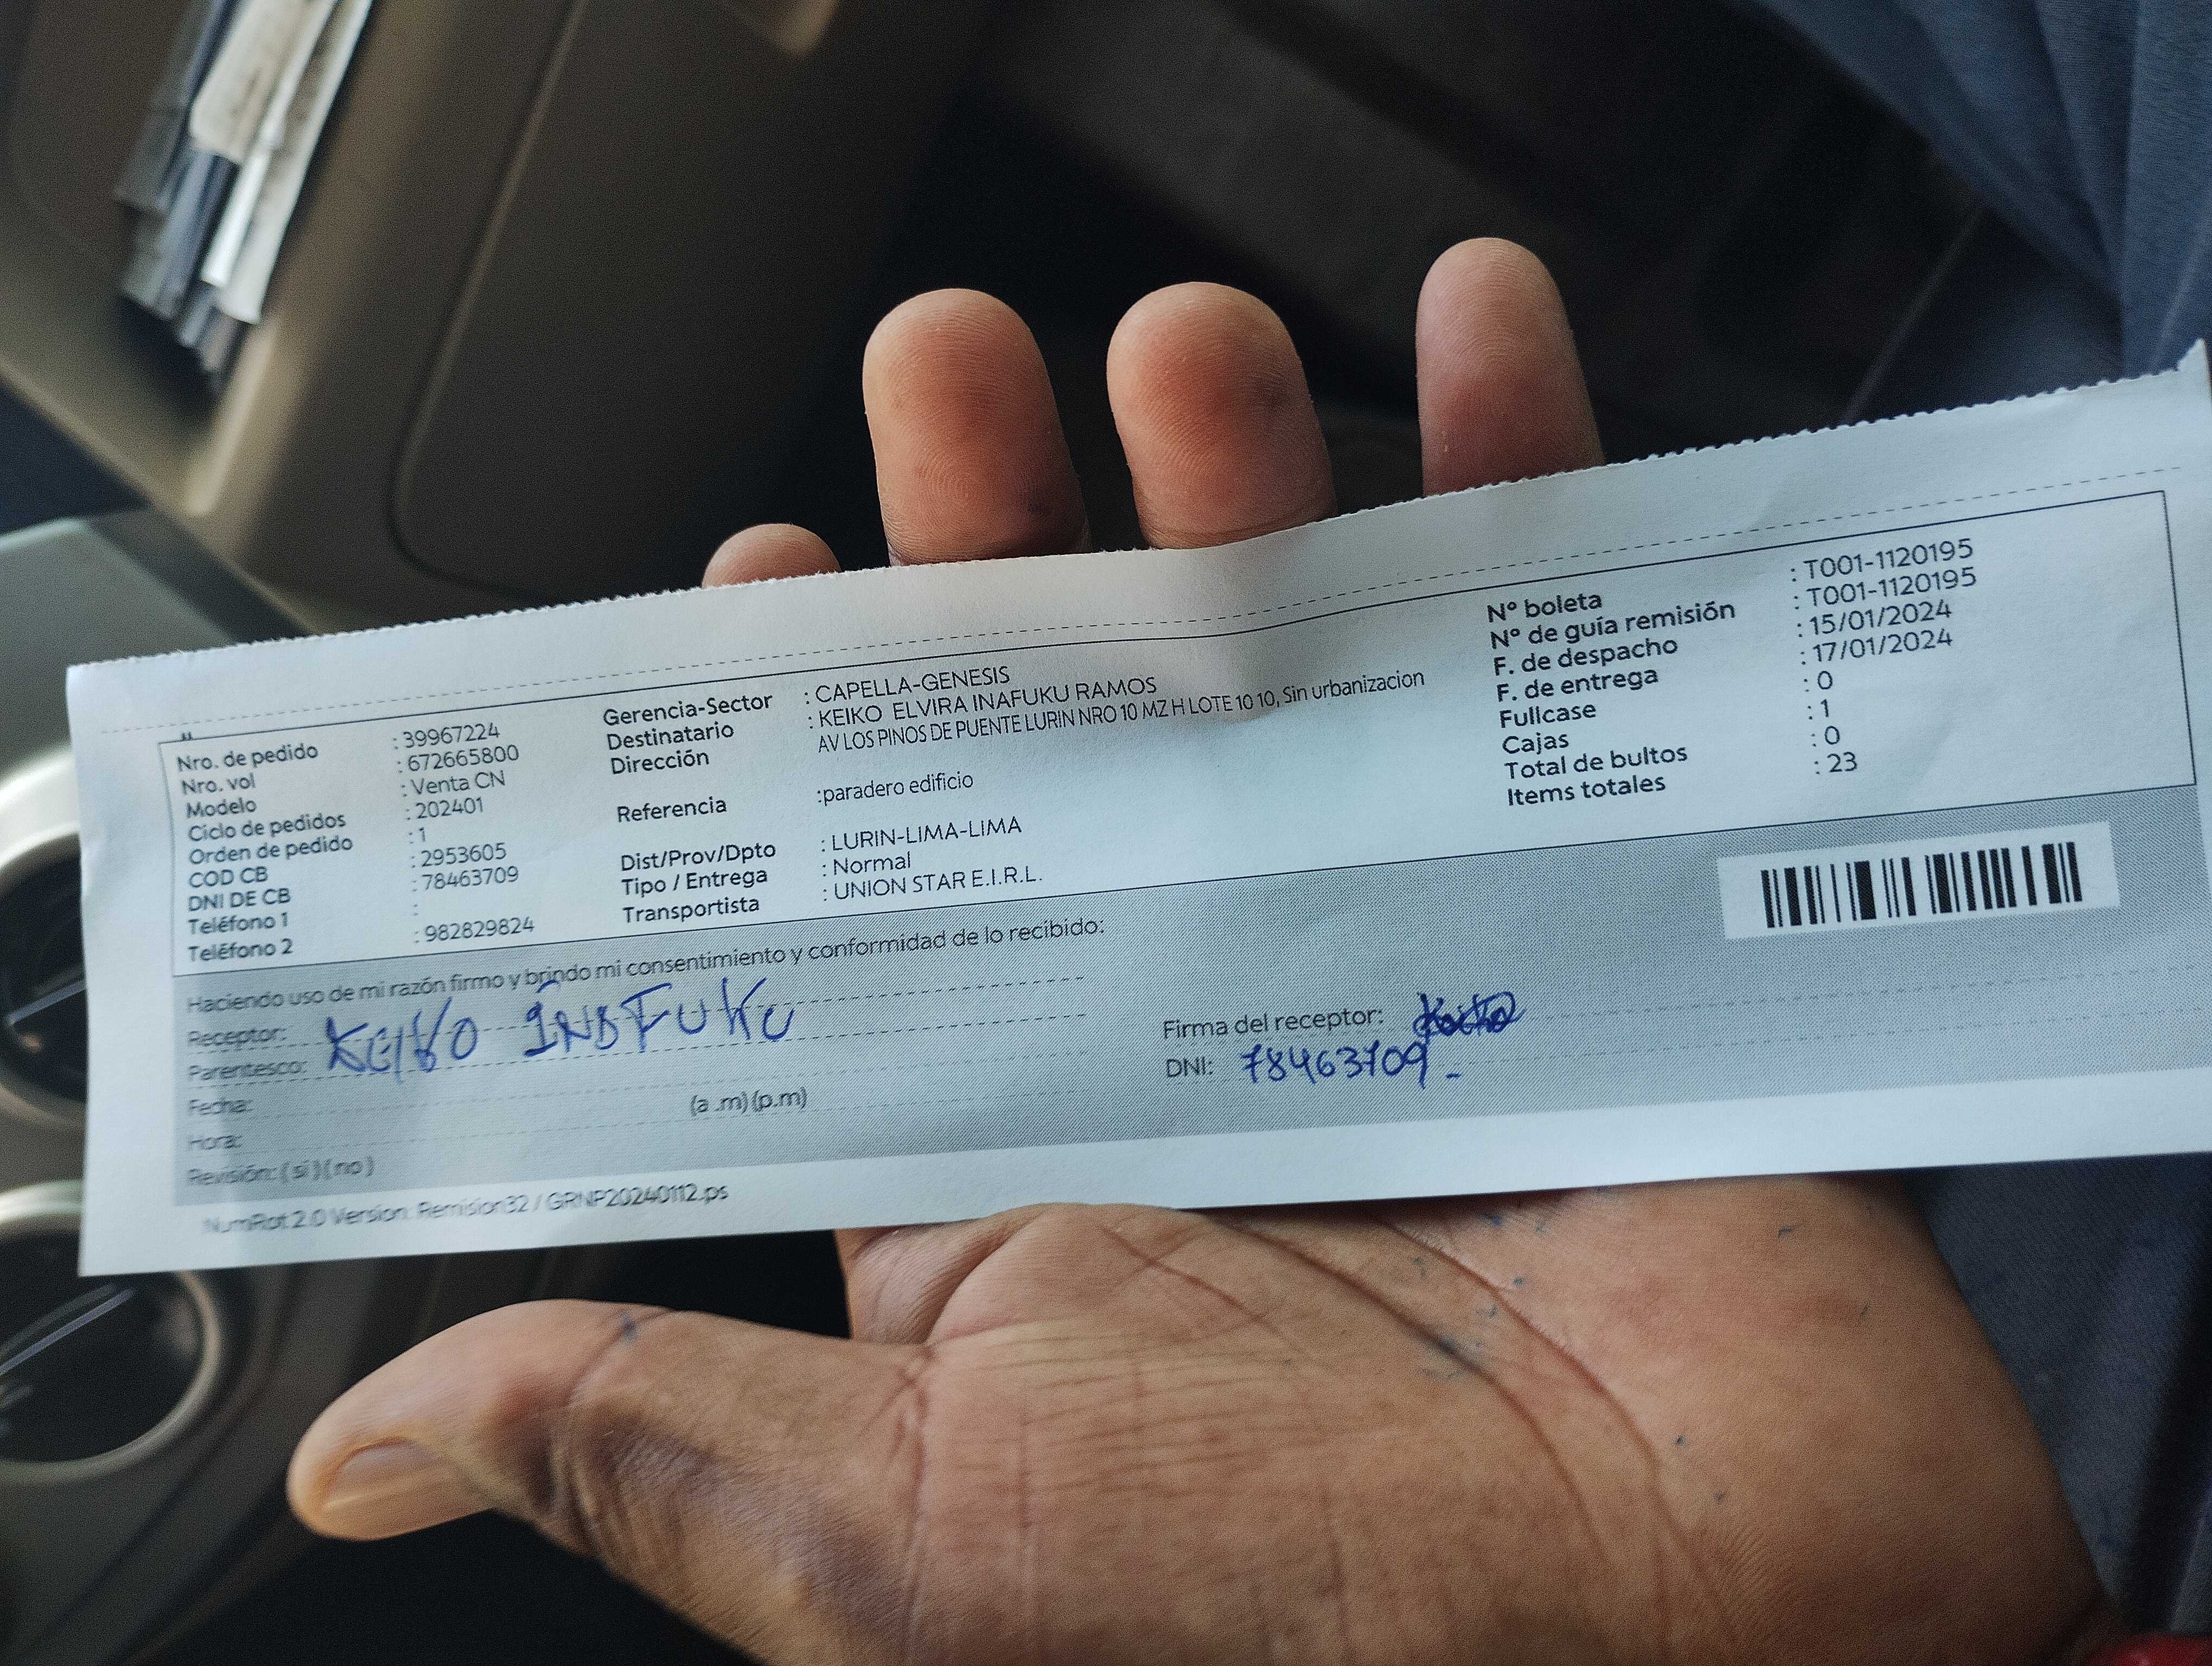 Nro. de pedido : 39967224
Nro. vol : 672665800
Modelo : Venta CN
Ciclo de pedidos : 202401
Orden de pedido : 1
COD CB : 2953605
DNI DE CB : 78463709
Teléfono 1 :
Teléfono 2 : 982829824
Gerencia-Sector : CAPELLA-GENESIS
Destinatario : KEIKO ELVIRA INAFUKU RAMOS
Dirección AV LOS PINOS DE PUENTE LURIN NRO 10 MZ H LOTE 10 10, Sin urbanizacion
Referencia :paradero edificio
Dist/Prov/Dpto : LURIN-LIMA-LIMA
Tipo / Entrega : Normal
Transportista : UNION STAR E.I.R.L.
Nº boleta : T001-1120195
Nº de guía remisión : T001-1120195
F. de despacho : 15/01/2024
F. de entrega : 17/01/2024
Fullcase : 0
Cajas : 1
Total de bultos : 0
Items totales : 23
Haciendo uso de mi razón firmo y brindo mi consentimiento y conformidad de lo recibido:
Receptor: KEIKO INAFUKU
Parentesco:
Fecha:
Hora: (a .m) (p.m)
Revisión: ( si ) ( no )
Firma del receptor: Keiko
DNI: 78463709 -
NumRot 2.0 Version: Remision32 / GRNP20240112.ps